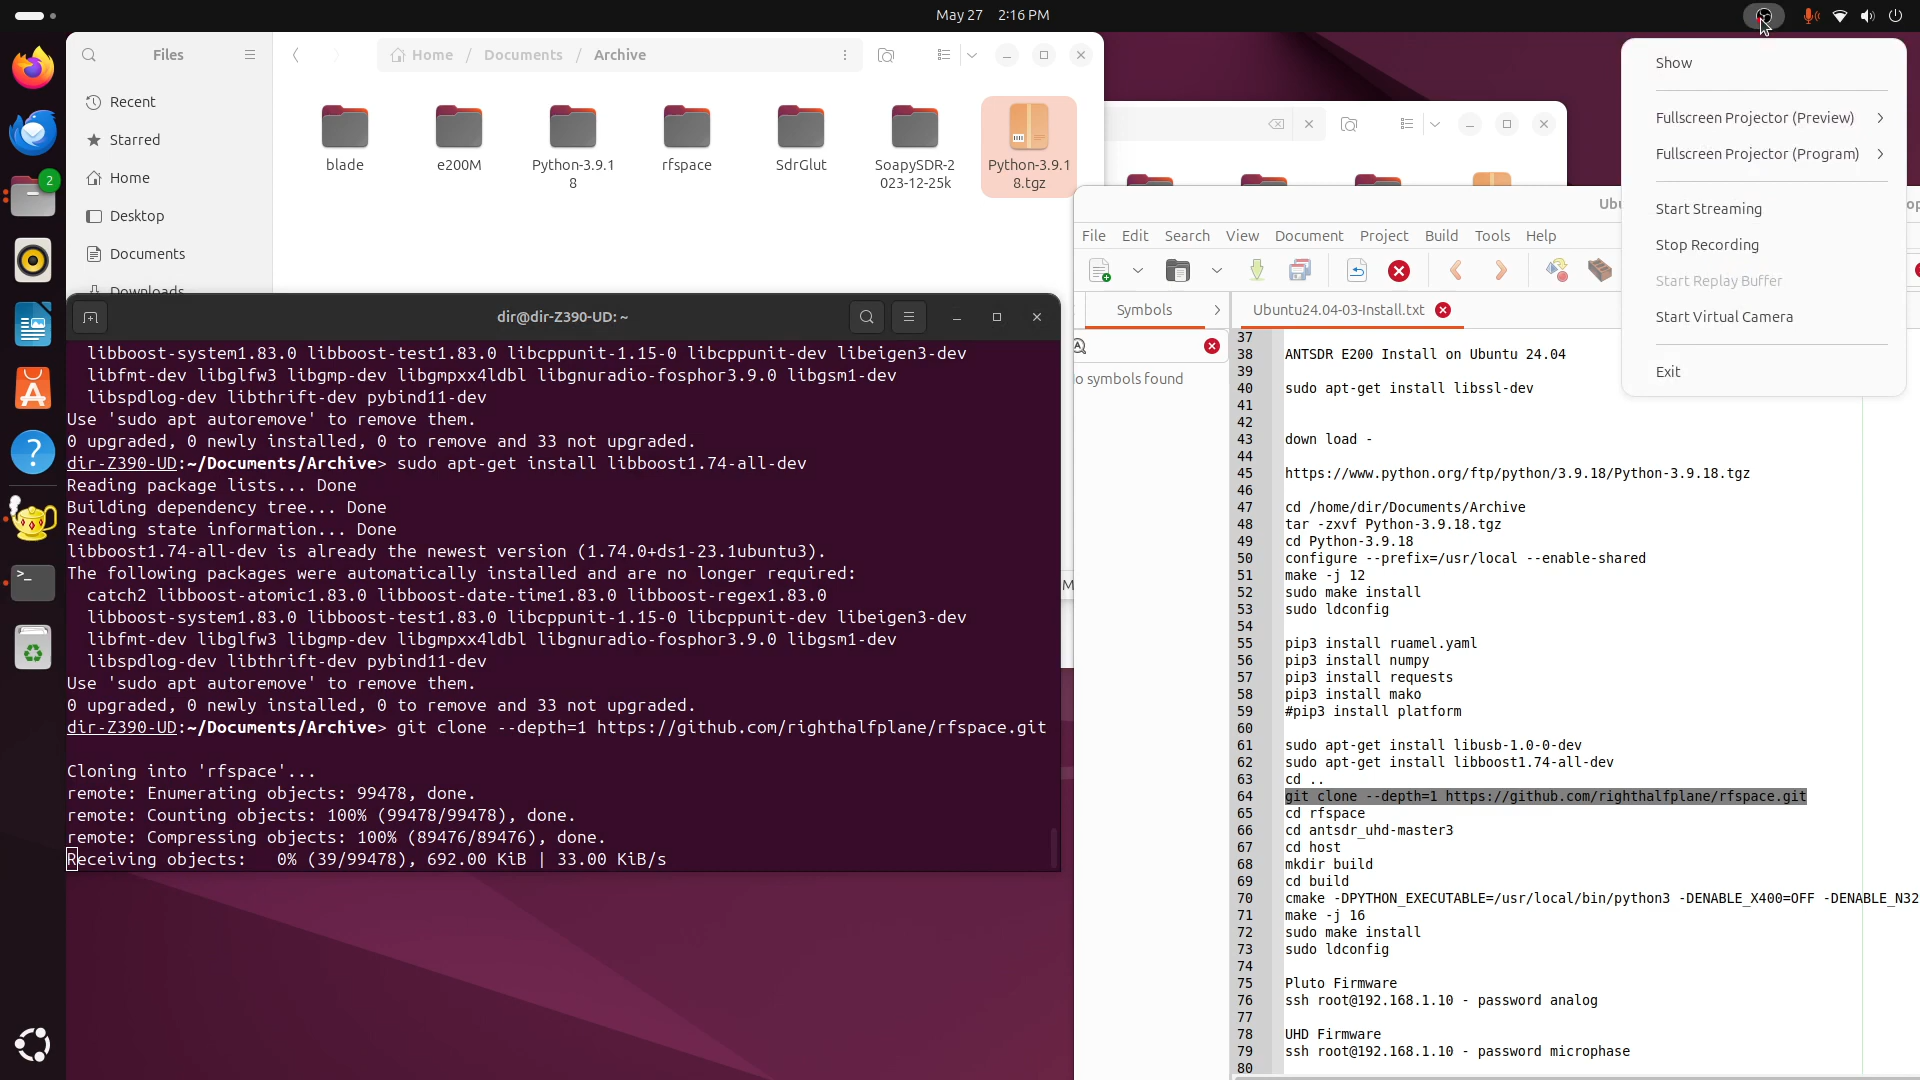 May 27 2:16 PM
Files
Home / Documents / Archive
Recent
Starred
Home
Desktop
Documents
Downloads
2
blade
e200M
Python-3.9.1
8
rfspace
SdrGlut
SoapySDR-2
023-12-25k
Python-3.9.1
8.tgz
Show
Fullscreen Projector (Preview)
Fullscreen Projector (Program)
Start Streaming
Stop Recording
Start Replay Buffer
Start Virtual Camera
Exit
dir@dir-Z390-UD: ~
libboost-system1.83.0 libboost-test1.83.0 libcppunit-1.15-0 libcppunit-dev libeigen3-dev
libfmt-dev libglfw3 libgmp-dev libgmpxx4ldbl libgnuradio-fosphor3.9.0 libgsm1-dev
libspdlog-dev libthrift-dev pybind11-dev
Use 'sudo apt autoremove' to remove them.
0 upgraded, 0 newly installed, 0 to remove and 33 not upgraded.
dir-Z390-UD:~/Documents/Archive> sudo apt-get install libboost1.74-all-dev
Reading package lists... Done
Building dependency tree... Done
Reading state information... Done
libboost1.74-all-dev is already the newest version (1.74.0+ds1-23.1ubuntu3).
The following packages were automatically installed and are no longer required:
catch2 libboost-atomic1.83.0 libboost-date-time1.83.0 libboost-regex1.83.0
libboost-system1.83.0 libboost-test1.83.0 libcppunit-1.15-0 libcppunit-dev libeigen3-dev
libfmt-dev libglfw3 libgmp-dev libgmpxx4ldbl libgnuradio-fosphor3.9.0 libgsm1-dev
libspdlog-dev libthrift-dev pybind11-dev
Use 'sudo apt autoremove' to remove them.
0 upgraded, 0 newly installed, 0 to remove and 33 not upgraded.
dir-Z390-UD:~/Documents/Archive> git clone --depth=1 https://github.com/righthalfplane/rfspace.git
Cloning into 'rfspace'...
remote: Enumerating objects: 99478, done.
remote: Counting objects: 100% (99478/99478), done.
remote: Compressing objects: 100% (89476/89476), done.
Receiving objects: 0% (39/99478), 692.00 KiB | 33.00 KiB/s
File Edit Search View Document Project Build Tools Help
Symbols
Ubuntu24.04-03-Install.txt
o symbols found
37
38 ANTSDR E200 Install on Ubuntu 24.04
39
40 sudo apt-get install libssl-dev
41
42
43 down load -
44
45 https://www.python.org/ftp/python/3.9.18/Python-3.9.18.tgz
46
47 cd /home/dir/Documents/Archive
48 tar -zxvf Python-3.9.18.tgz
49 cd Python-3.9.18
50 configure --prefix=/usr/local --enable-shared
51 make -j 12
52 sudo make install
53 sudo ldconfig
54
55 pip3 install ruamel.yaml
56 pip3 install numpy
57 pip3 install requests
58 pip3 install mako
59 #pip3 install platform
60
61 sudo apt-get install libusb-1.0-0-dev
62 sudo apt-get install libboost1.74-all-dev
63 cd ..
64 git clone --depth=1 https://github.com/righthalfplane/rfspace.git
65 cd rfspace
66 cd antsdr_uhd-master3
67 cd host
68 mkdir build
69 cd build
70 cmake -DPYTHON_EXECUTABLE=/usr/local/bin/python3 -DENABLE_X400=OFF -DENABLE_N32
71 make -j 16
72 sudo make install
73 sudo ldconfig
74
75 Pluto Firmware
76 ssh root@192.168.1.10 - password analog
77
78 UHD Firmware
79 ssh root@192.168.1.10 - password microphase
80